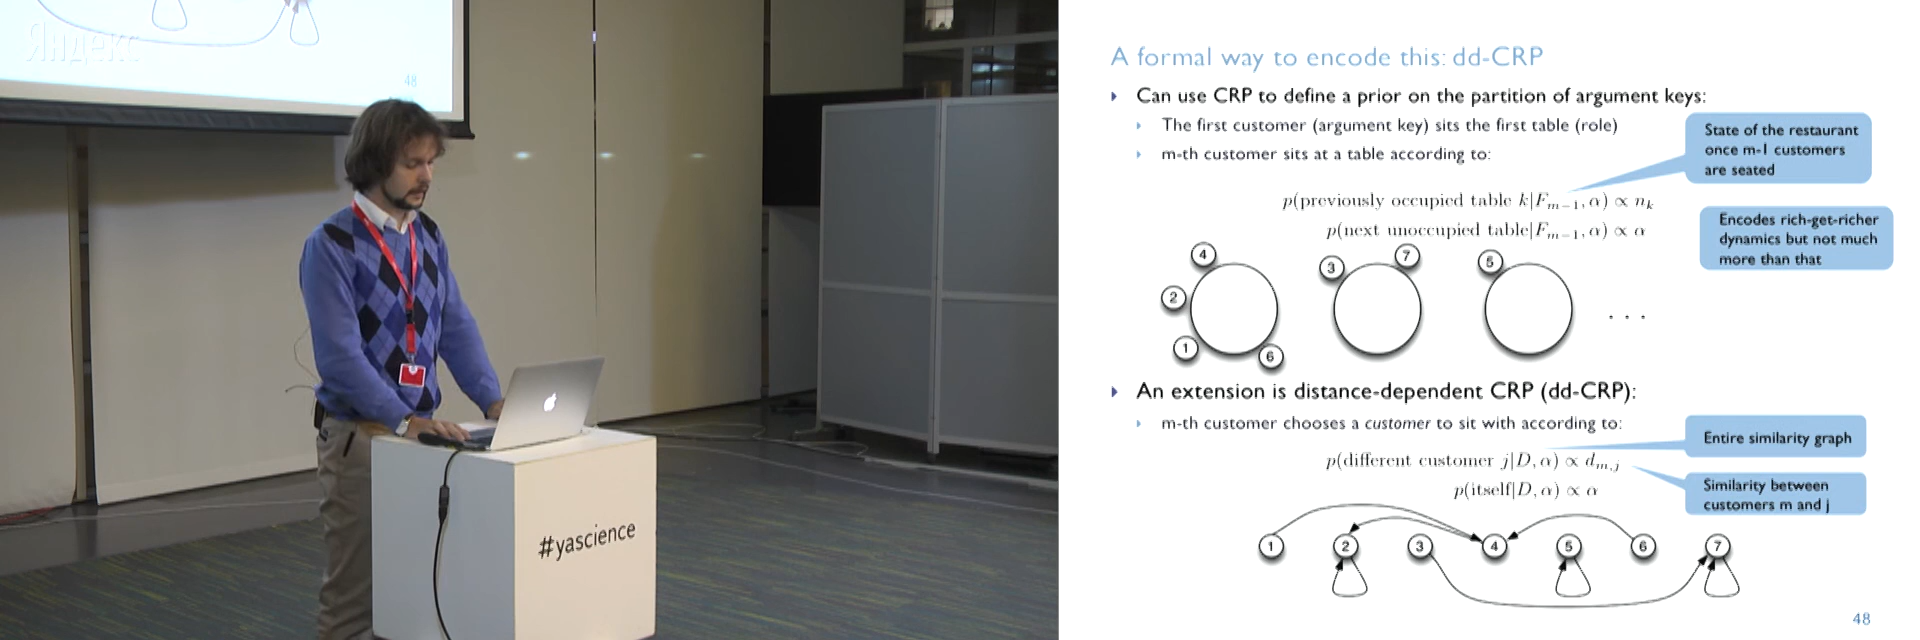 Яндекс
48
#yascience
A formal way to encode this: dd-CRP
Can use CRP to define a prior on the partition of argument keys:
The first customer (argument key) sits the first table (role)
m-th customer sits at a table according to:
State of the restaurant
once m-1 customers
are seated
p(previously occupied table k|F_{m−1}, α) ∝ n_k
p(next unoccupied table|F_{m−1}, α) ∝ α
Encodes rich-get-richer
dynamics but not much
more than that
4
3
7
5
2
1
6
. . .
An extension is distance-dependent CRP (dd-CRP):
m-th customer chooses a customer to sit with according to:
Entire similarity graph
p(different customer j|D, α) ∝ d_{m,j}
p(itself|D, α) ∝ α
Similarity between
customers m and j
1 2 3 4 5 6 7
48